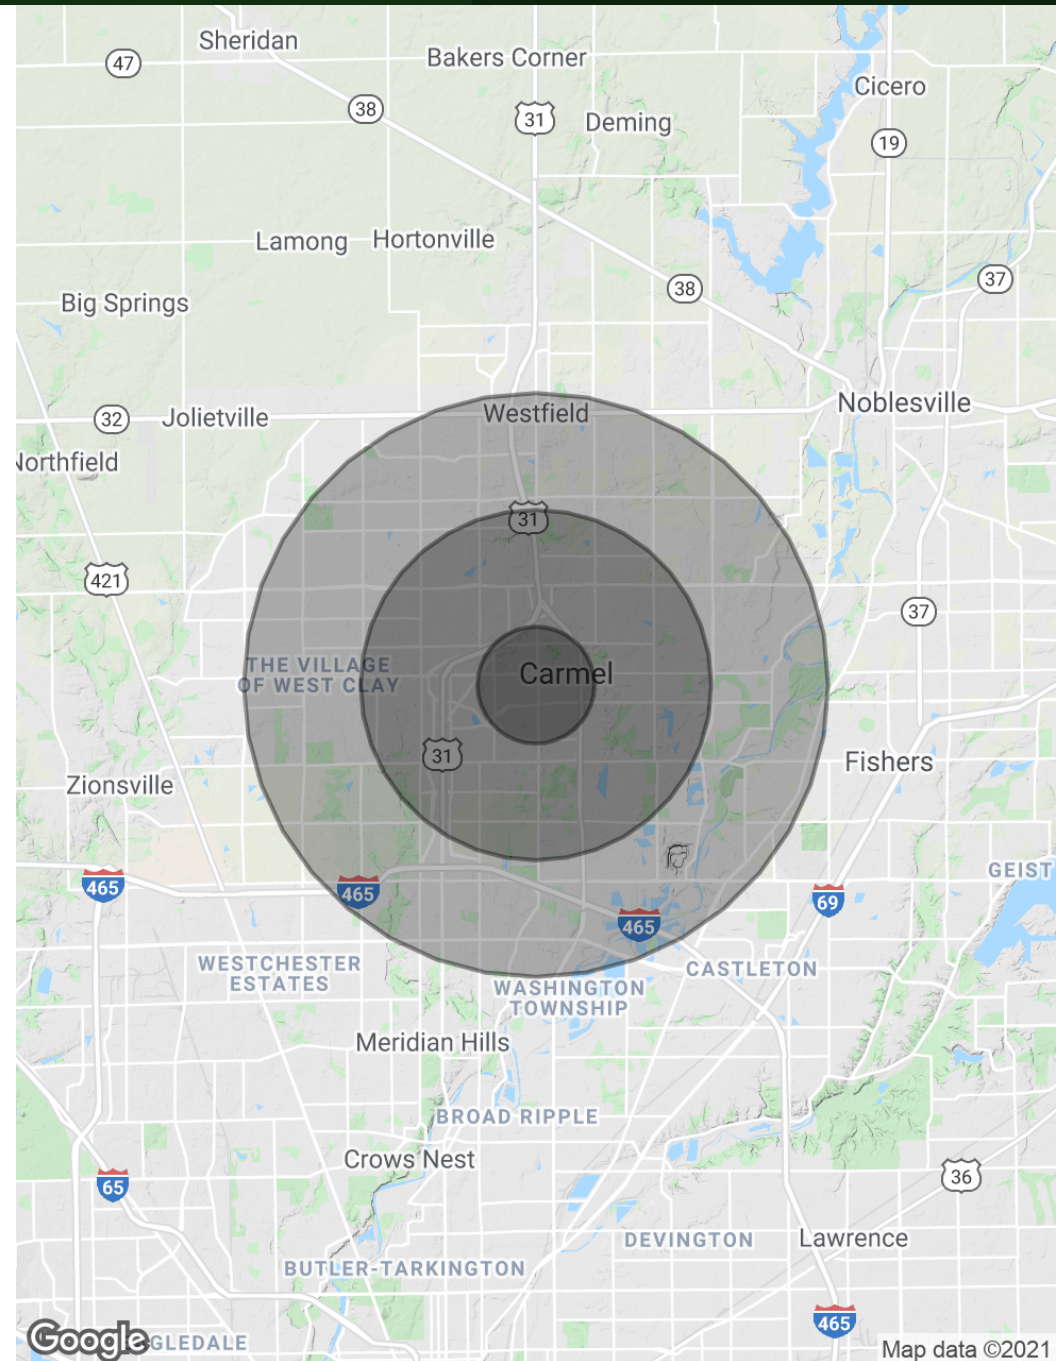 Sheridan
Bakers Corner
47
Cicero
38
31
Deming
19
Lamong
Hortonville
37
38
Big Springs
Noblesville
Westfield
32
Jolietville
Northfield
31
421
37
THE VILLAGE
OF WEST CLAY
Carmel
31
Fishers
Zionsville
GEIST
465
465
69
465
WESTCHESTER
ESTATES
CASTLETON
WASHINGTON
TOWNSHIP
Meridian Hills
BROAD RIPPLE
Crows Nest
36
65
DEVINGTON
Lawrence
BUTLER-TARKINGTON
465
Google
GLEDALE
Map data ©2021